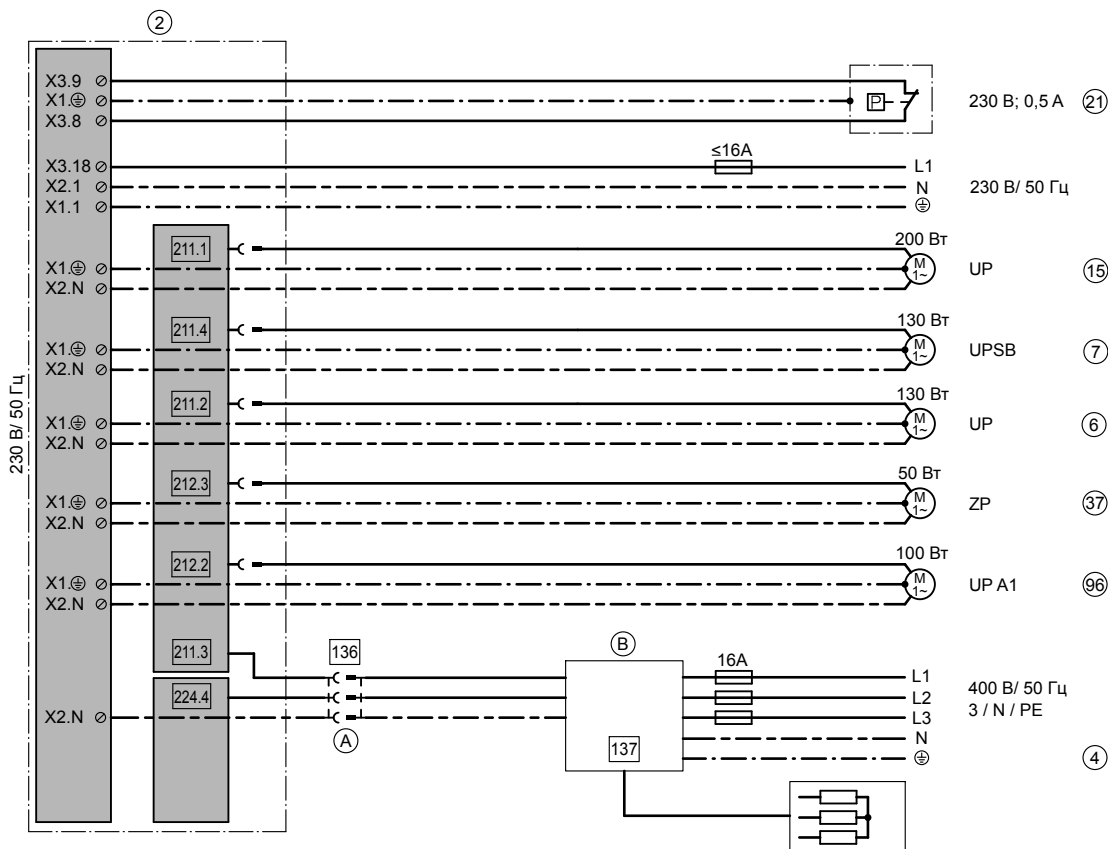 2
X3.9
X1.
X3.8
P
230 В; 0,5 А 21
≤16A
X3.18 L1
X2.1 N 230 В/ 50 Гц
X1.1
230 В/ 50 Гц
211.1 200 Вт
X1. M 1~ UP 15
X2.N
211.4 130 Вт
X1. M 1~ UPSB 7
X2.N
211.2 130 Вт
X1. M 1~ UP 6
X2.N
212.3 50 Вт
X1. M 1~ ZP 37
X2.N
212.2 100 Вт
X1. M 1~ UP A1 96
X2.N
211.3 136 B 16A
L1
224.4 L2 400 В/ 50 Гц
X2.N L3 3 / N / PE
A 137 N
4